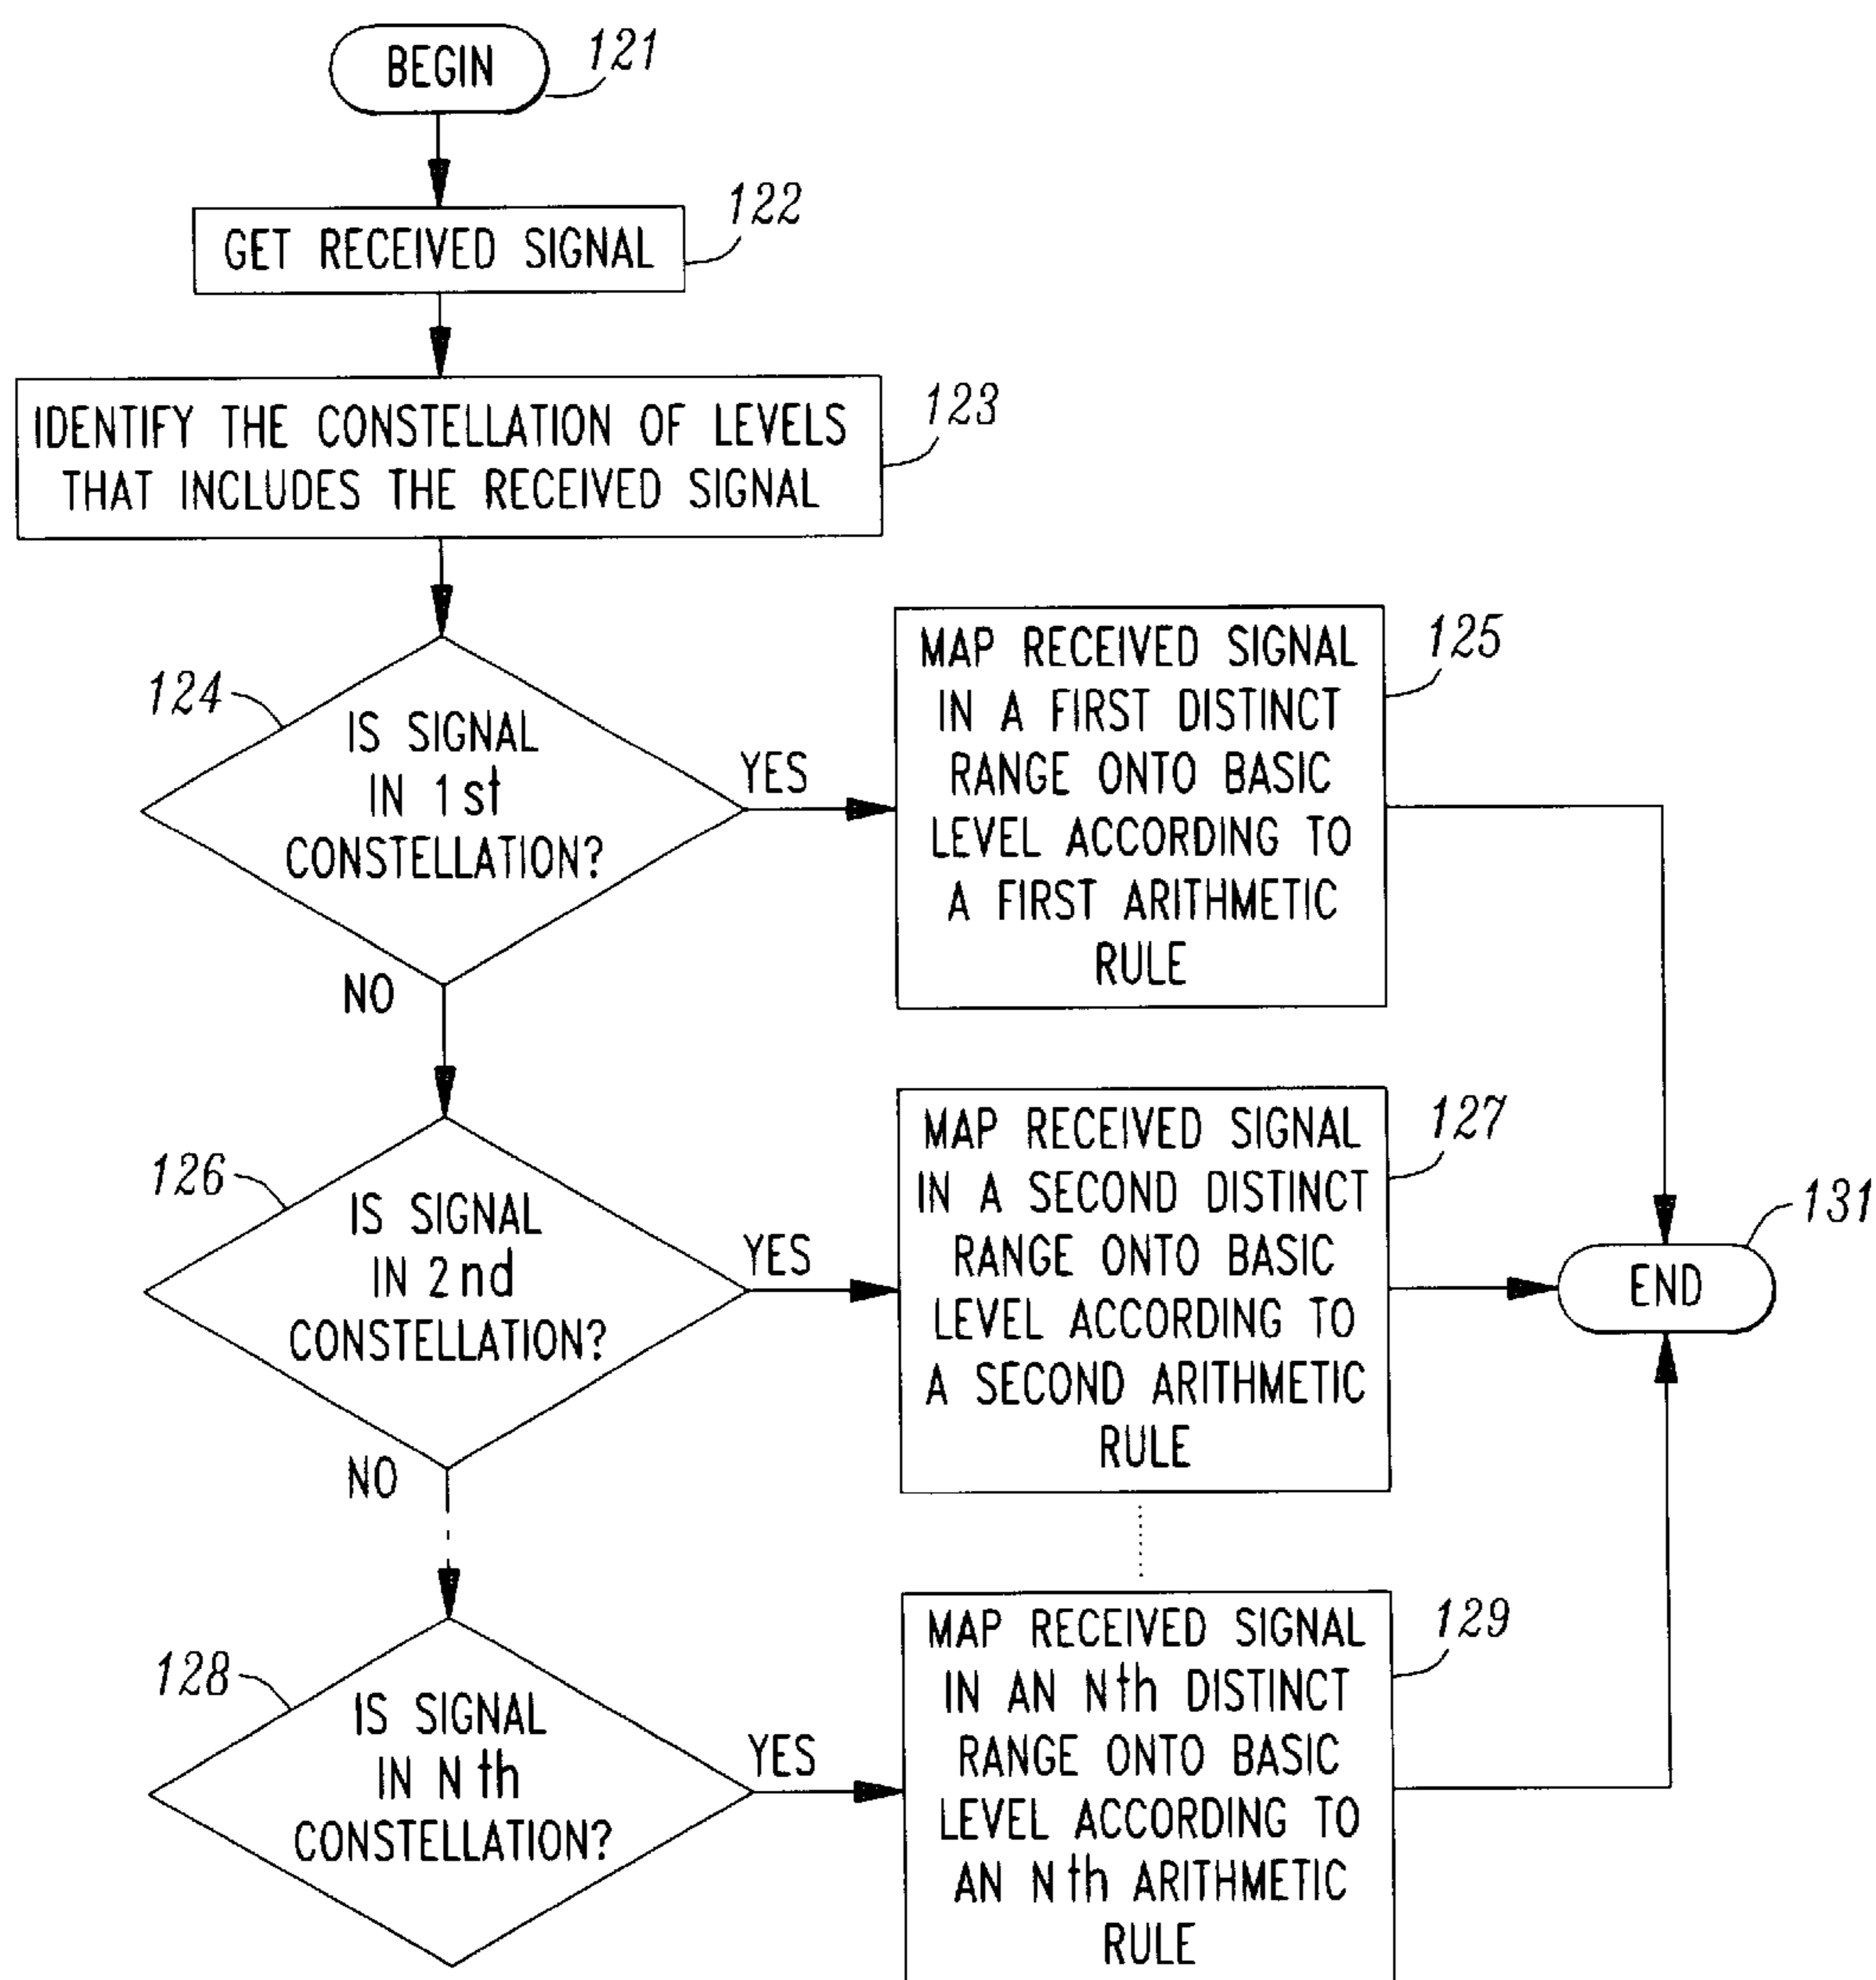 BEGIN
121
GET RECEIVED SIGNAL
122
IDENTIFY THE CONSTELLATION OF LEVELS
THAT INCLUDES THE RECEIVED SIGNAL
123
124
IS SIGNAL
IN 1st
CONSTELLATION?
YES
NO
MAP RECEIVED SIGNAL
IN A FIRST DISTINCT
RANGE ONTO BASIC
LEVEL ACCORDING TO
A FIRST ARITHMETIC
RULE
125
126
IS SIGNAL
IN 2nd
CONSTELLATION?
YES
NO
MAP RECEIVED SIGNAL
IN A SECOND DISTINCT
RANGE ONTO BASIC
LEVEL ACCORDING TO
A SECOND ARITHMETIC
RULE
127
END
131
128
IS SIGNAL
IN Nth
CONSTELLATION?
YES
MAP RECEIVED SIGNAL
IN AN Nth DISTINCT
RANGE ONTO BASIC
LEVEL ACCORDING TO
AN Nth ARITHMETIC
RULE
129